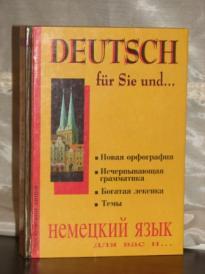 DEUTSCH
für Sie und...
Новая орфография
Исчерпывающая
грамматика
Богатая лексика
Темы
НЕМЕЦКИЙ ЯЗЫК
ДЛЯ ВАС И...